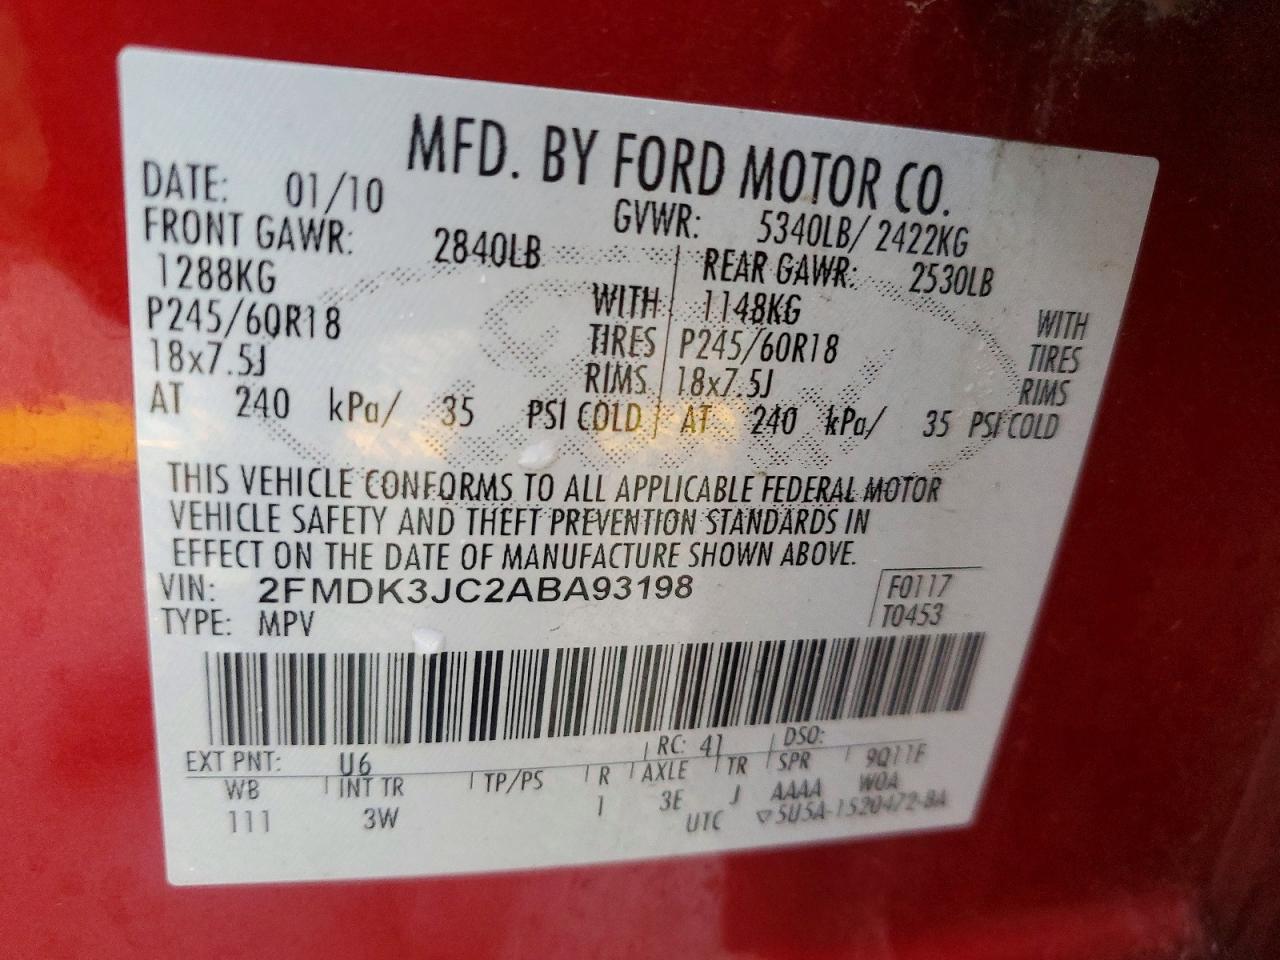 MFD. BY FORD MOTOR CO.
DATE: 01/10 GVWR: 5340LB/ 2422KG
FRONT GAWR: 2840LB REAR GAWR: 2530LB
1288KG WITH 1148KG WITH
P245/60R18 TIRES P245/60R18 TIRES
18x7.5J RIMS 18x7.5J RIMS
AT 240 kPa/ 35 PSI COLD AT 240 kPa/ 35 PSI COLD
THIS VEHICLE CONFORMS TO ALL APPLICABLE FEDERAL MOTOR
VEHICLE SAFETY AND THEFT PREVENTION STANDARDS IN
EFFECT ON THE DATE OF MANUFACTURE SHOWN ABOVE.
VIN: 2FMDK3JC2ABA93198 F0117
TYPE: MPV T0453
EXT PNT: U6 RC: 41 DSO:
WB INT TR TP/PS R AXLE TR SPR 9Q11F
111 3W 1 3E J AAAA W0A
UTC ▽5U5A-1520472-BA